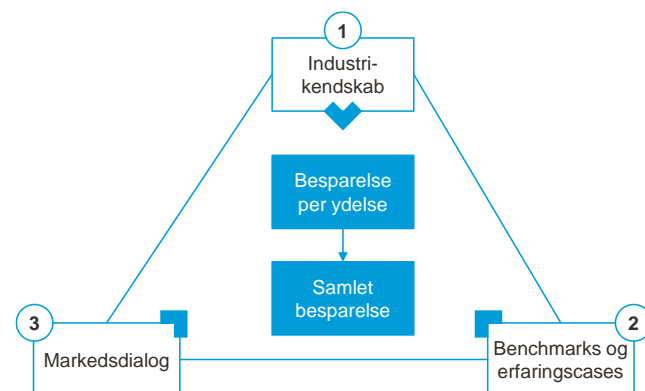 1
Industri-
kendskab
Besparelse
per ydelse
Samlet
besparelse
3
Markedsdialog
2
Benchmarks og
erfaringscases